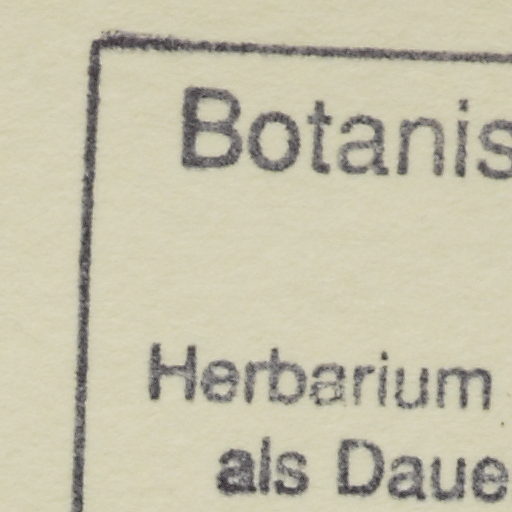 Botanis
Herbarium
als Daue